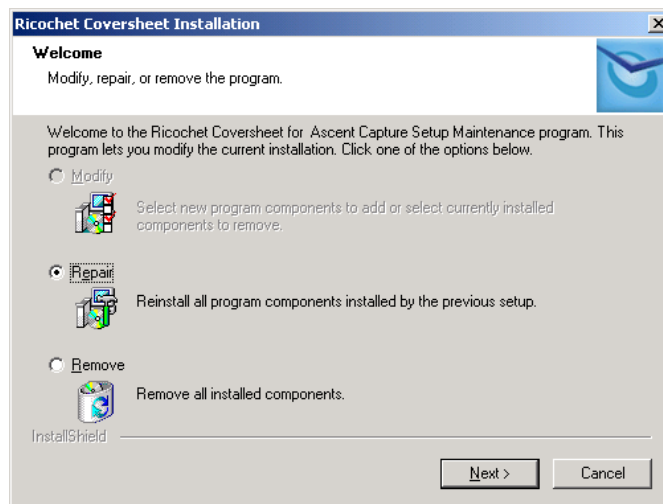 Ricochet Coversheet Installation
Welcome
Modify, repair, or remove the program.
Welcome to the Ricochet Coversheet for Ascent Capture Setup Maintenance program. This
program lets you modify the current installation. Click one of the options below.
Modify
Select new program components to add or select currently installed
components to remove.
Repair
Reinstall all program components installed by the previous setup.
Remove
Remove all installed components.
InstallShield
Next >
Cancel